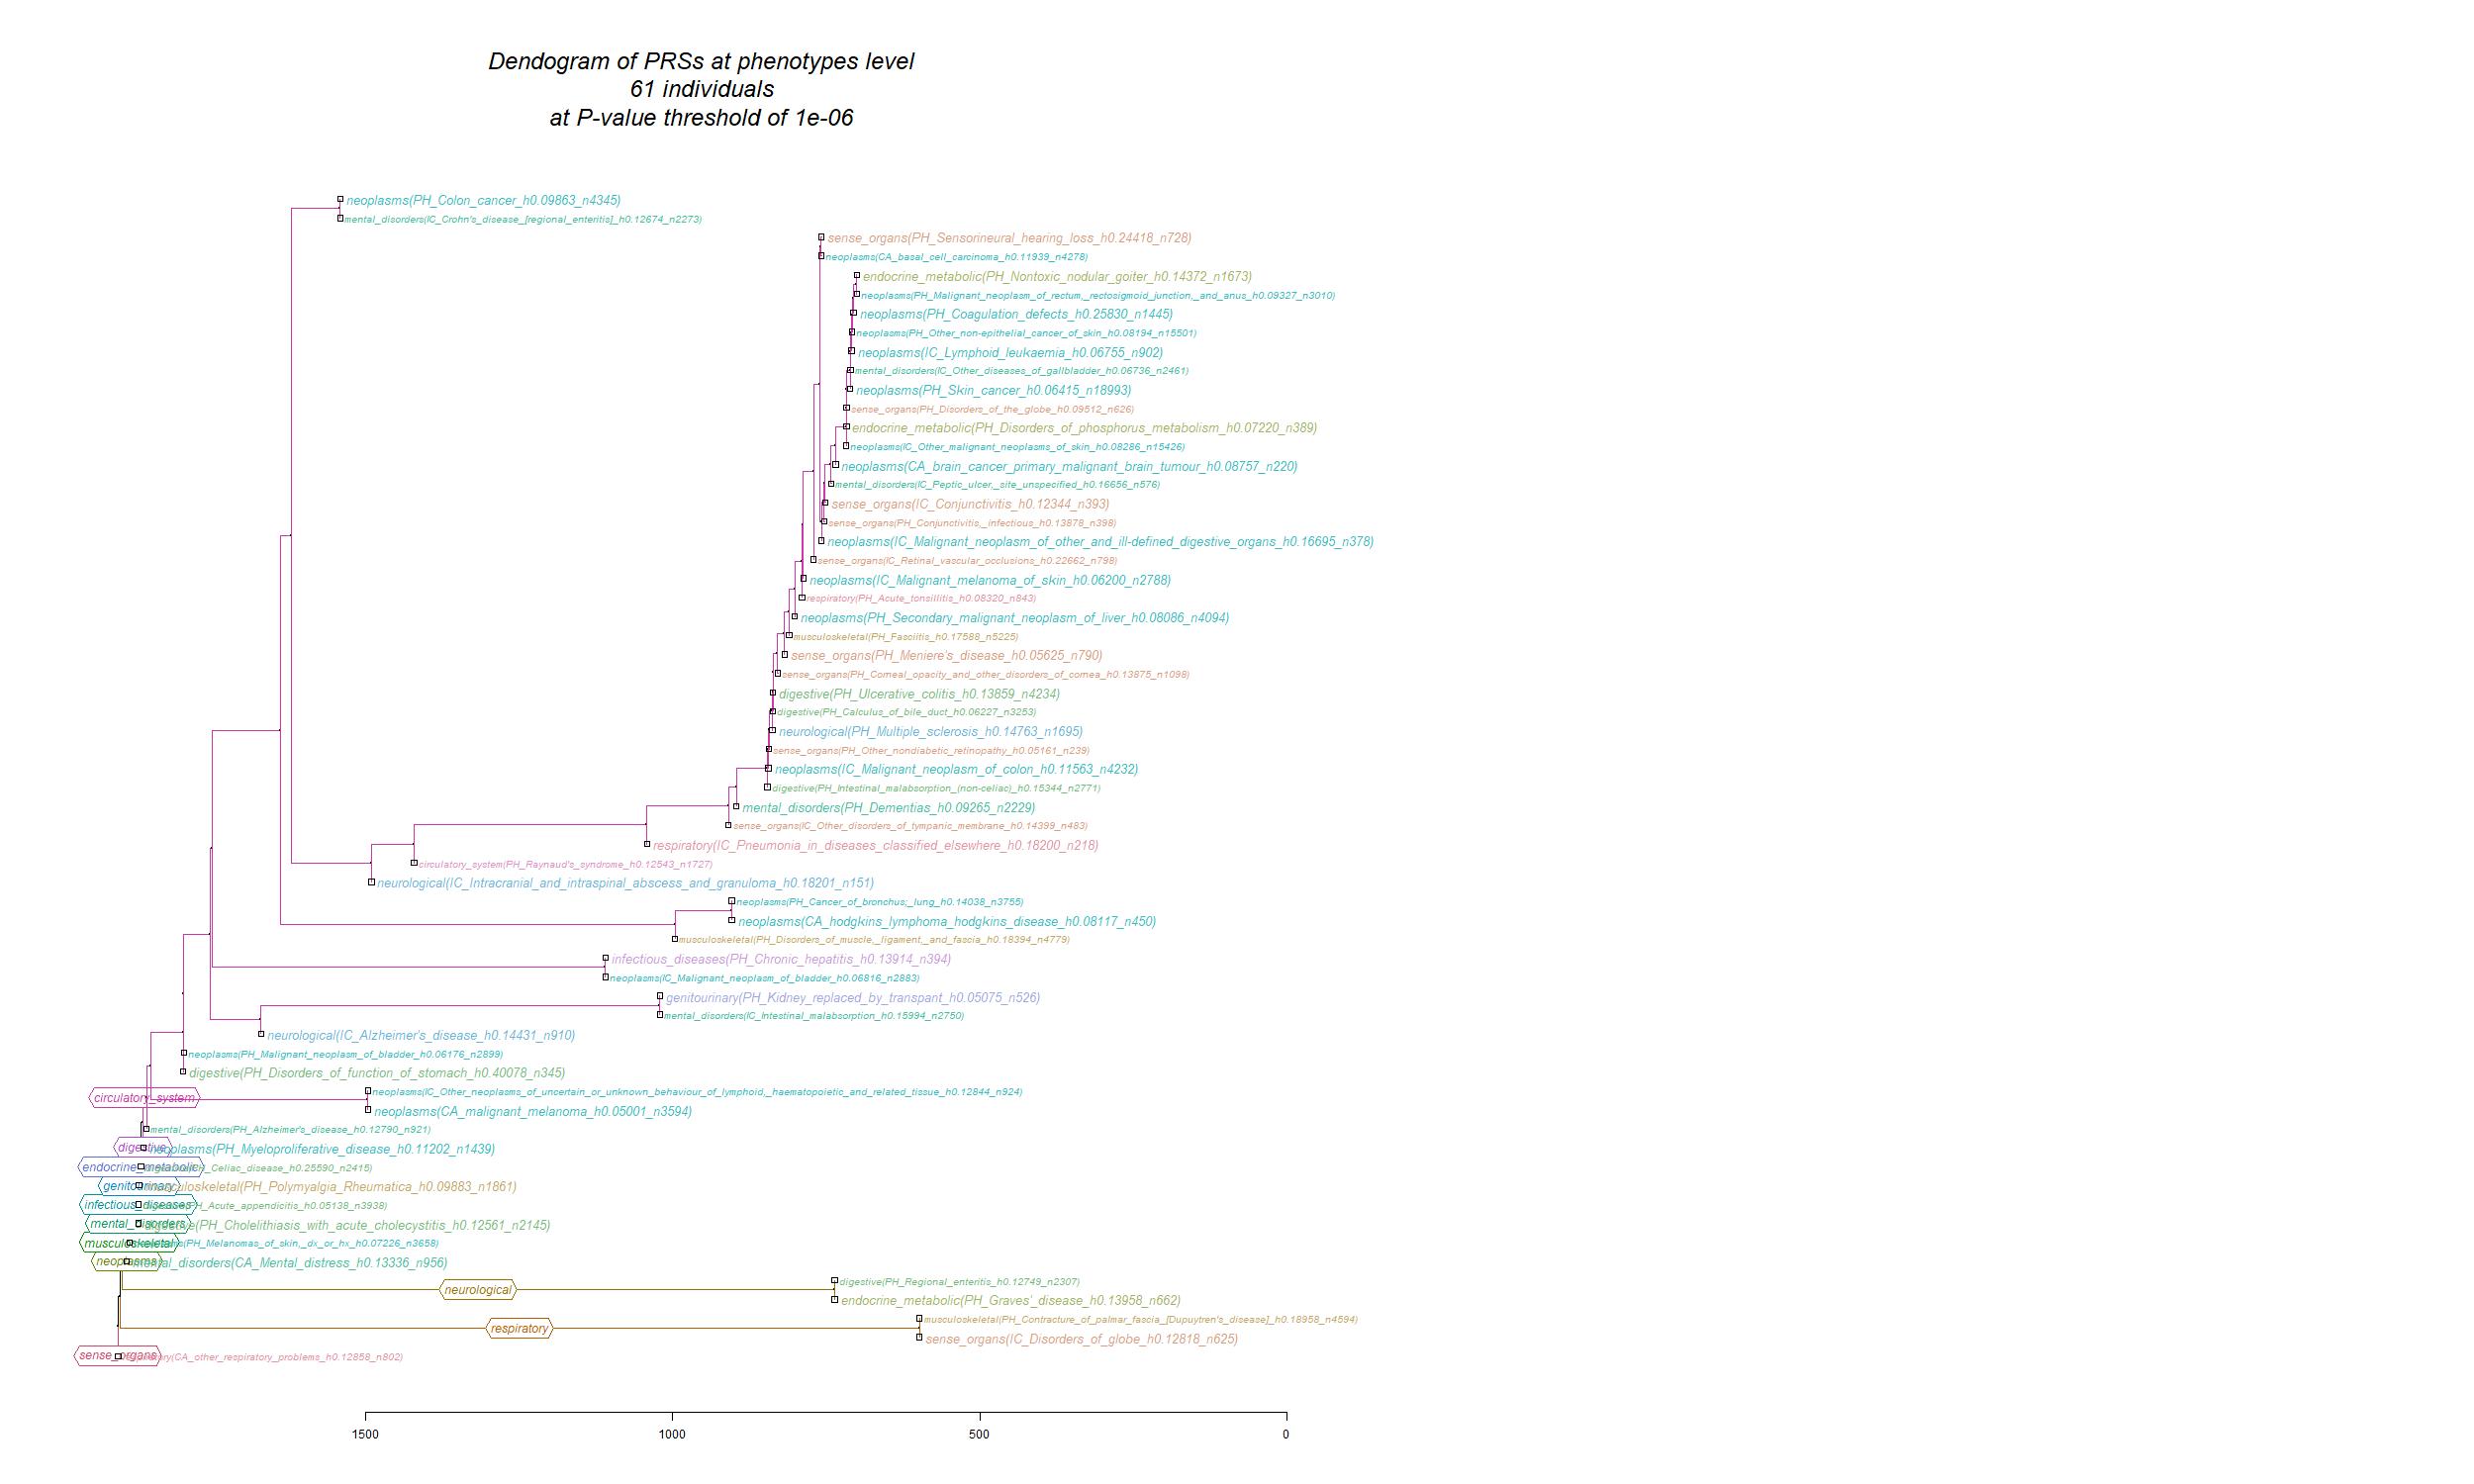 Dendogram of PRSs at phenotypes level
61 individuals
at P-value threshold of 1e-06
neoplasms(PH_Colon_cancer_h0.09863_n4345)
mental_disorders(IC_Crohn's_disease_[regional_enteritis]_h0.12674_n2273)
sense_organs(PH_Sensorineural_hearing_loss_h0.24418_n728)
neoplasms(CA_basal_cell_carcinoma_h0.11939_n4278)
endocrine_metabolic(PH_Nontoxic_nodular_goiter_h0.14372_n1673)
neoplasms(PH_Malignant_neoplasm_of_rectum,_rectosigmoid_junction,_and_anus_h0.09327_n3010)
neoplasms(PH_Coagulation_defects_h0.25830_n1445)
neoplasms(PH_Other_non-epithelial_cancer_of_skin_h0.08194_n15501)
neoplasms(IC_Lymphoid_leukaemia_h0.06755_n902)
mental_disorders(IC_Other_diseases_of_gallbladder_h0.06736_n2461)
neoplasms(PH_Skin_cancer_h0.06415_n18993)
sense_organs(PH_Disorders_of_the_globe_h0.09512_n626)
endocrine_metabolic(PH_Disorders_of_phosphorus_metabolism_h0.07220_n389)
neoplasms(IC_Other_malignant_neoplasms_of_skin_h0.08286_n15426)
neoplasms(CA_brain_cancer_primary_malignant_brain_tumour_h0.08757_n220)
mental_disorders(IC_Peptic_ulcer,_site_unspecified_h0.16656_n576)
sense_organs(IC_Conjunctivitis_h0.12344_n393)
sense_organs(PH_Conjunctivitis,_infectious_h0.13878_n398)
neoplasms(IC_Malignant_neoplasm_of_other_and_ill-defined_digestive_organs_h0.16695_n378)
sense_organs(IC_Retinal_vascular_occlusions_h0.22662_n798)
neoplasms(IC_Malignant_melanoma_of_skin_h0.06200_n2788)
respiratory(PH_Acute_tonsillitis_h0.08320_n843)
neoplasms(PH_Secondary_malignant_neoplasm_of_liver_h0.08086_n4094)
musculoskeletal(PH_Fasciitis_h0.17588_n5225)
sense_organs(PH_Meniere's_disease_h0.05625_n790)
sense_organs(PH_Corneal_opacity_and_other_disorders_of_cornea_h0.13875_n1098)
digestive(PH_Ulcerative_colitis_h0.13859_n4234)
digestive(PH_Calculus_of_bile_duct_h0.06227_n3253)
neurological(PH_Multiple_sclerosis_h0.14763_n1695)
sense_organs(PH_Other_nondiabetic_retinopathy_h0.05161_n239)
neoplasms(IC_Malignant_neoplasm_of_colon_h0.11563_n4232)
digestive(PH_Intestinal_malabsorption_(non-celiac)_h0.15344_n2771)
mental_disorders(PH_Dementias_h0.09265_n2229)
sense_organs(IC_Other_disorders_of_tympanic_membrane_h0.14399_n483)
respiratory(IC_Pneumonia_in_diseases_classified_elsewhere_h0.18200_n218)
circulatory_system(PH_Raynaud's_syndrome_h0.12543_n1727)
neurological(IC_Intracranial_and_intraspinal_abscess_and_granuloma_h0.18201_n151)
neoplasms(PH_Cancer_of_bronchus;_lung_h0.14038_n3755)
neoplasms(CA_hodgkins_lymphoma_hodgkins_disease_h0.08117_n450)
musculoskeletal(PH_Disorders_of_muscle,_ligament,_and_fascia_h0.18394_n4779)
infectious_diseases(PH_Chronic_hepatitis_h0.13914_n394)
neoplasms(IC_Malignant_neoplasm_of_bladder_h0.06816_n2883)
genitourinary(PH_Kidney_replaced_by_transpant_h0.05075_n526)
mental_disorders(IC_Intestinal_malabsorption_h0.15994_n2750)
neurological(IC_Alzheimer's_disease_h0.14431_n910)
neoplasms(PH_Malignant_neoplasm_of_bladder_h0.06176_n2899)
digestive(PH_Disorders_of_function_of_stomach_h0.40078_n345)
neoplasms(IC_Other_neoplasms_of_uncertain_or_unknown_behaviour_of_lymphoid,_haematopoietic_and_related_tissue_h0.12844_n924)
circulatory_system
neoplasms(CA_malignant_melanoma_h0.05001_n3594)
mental_disorders(PH_Alzheimer's_disease_h0.12790_n921)
digestive neoplasms(PH_Myeloproliferative_disease_h0.11202_n1439)
endocrine_metabolic digestive(PH_Celiac_disease_h0.25590_n2415)
genitourinary musculoskeletal(PH_Polymyalgia_Rheumatica_h0.09883_n1861)
infectious_diseases digestive(PH_Acute_appendicitis_h0.05138_n3938)
mental_disorders digestive(PH_Cholelithiasis_with_acute_cholecystitis_h0.12561_n2145)
musculoskeletal neoplasms(PH_Melanomas_of_skin,_dx_or_hx_h0.07226_n3658)
neoplasms mental_disorders(CA_Mental_distress_h0.13336_n956)
digestive(PH_Regional_enteritis_h0.12749_n2307)
neurological
endocrine_metabolic(PH_Graves'_disease_h0.13958_n662)
musculoskeletal(PH_Contracture_of_palmar_fascia_[Dupuytren's_disease]_h0.18958_n4594)
respiratory
sense_organs(IC_Disorders_of_globe_h0.12818_n625)
sense_organs respiratory(CA_other_respiratory_problems_h0.12858_n802)
1500 1000 500 0